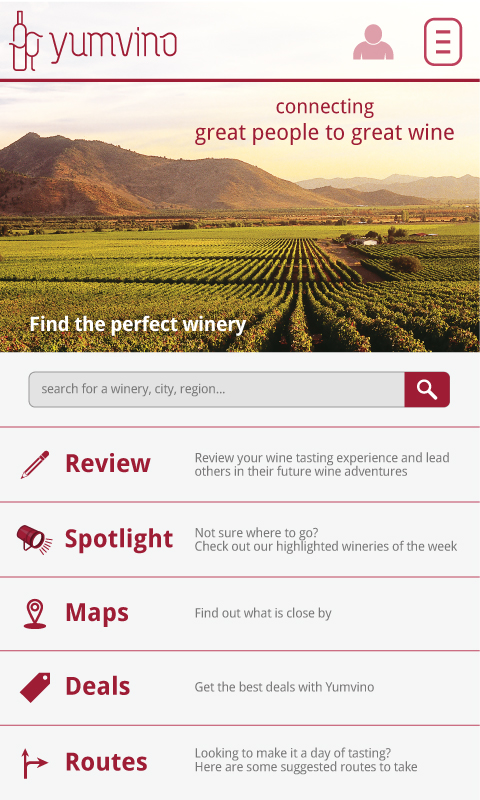 yumvino
connecting
great people to great wine
Find the perfect winery
search for a winery, city, region...
Review
Review your wine tasting experience and lead
others in their future wine adventures
Spotlight
Not sure where to go?
Check out our highlighted wineries of the week
Maps
Find out what is close by
Deals
Get the best deals with Yumvino
Routes
Looking to make it a day of tasting?
Here are some suggested routes to take